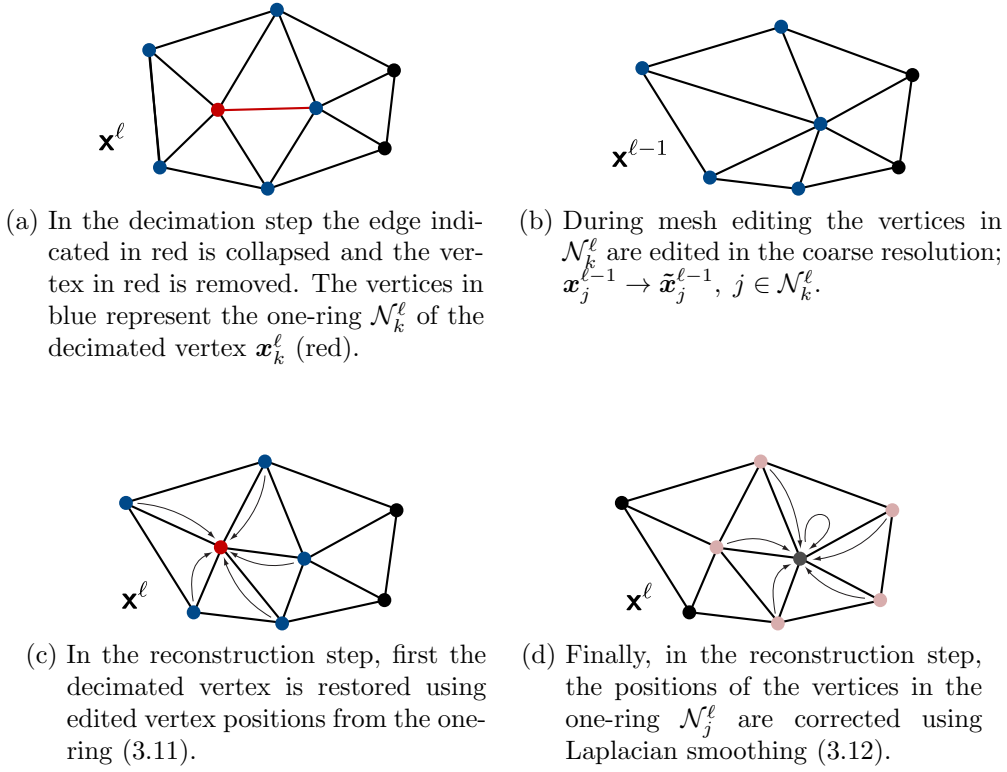 𝐱^ℓ
𝐱^{ℓ−1}
(a) In the decimation step the edge indi-
cated in red is collapsed and the ver-
tex in red is removed. The vertices in
blue represent the one-ring 𝒩_k^ℓ of the
decimated vertex 𝒙_k^ℓ (red).
(b) During mesh editing the vertices in
𝒩_k^ℓ are edited in the coarse resolution;
𝒙_j^{ℓ−1} → 𝒙̃_j^{ℓ−1}, j ∈ 𝒩_k^ℓ.
𝐱^ℓ
𝐱^ℓ
(c) In the reconstruction step, first the
decimated vertex is restored using
edited vertex positions from the one-
ring (3.11).
(d) Finally, in the reconstruction step,
the positions of the vertices in the
one-ring 𝒩_j^ℓ are corrected using
Laplacian smoothing (3.12).